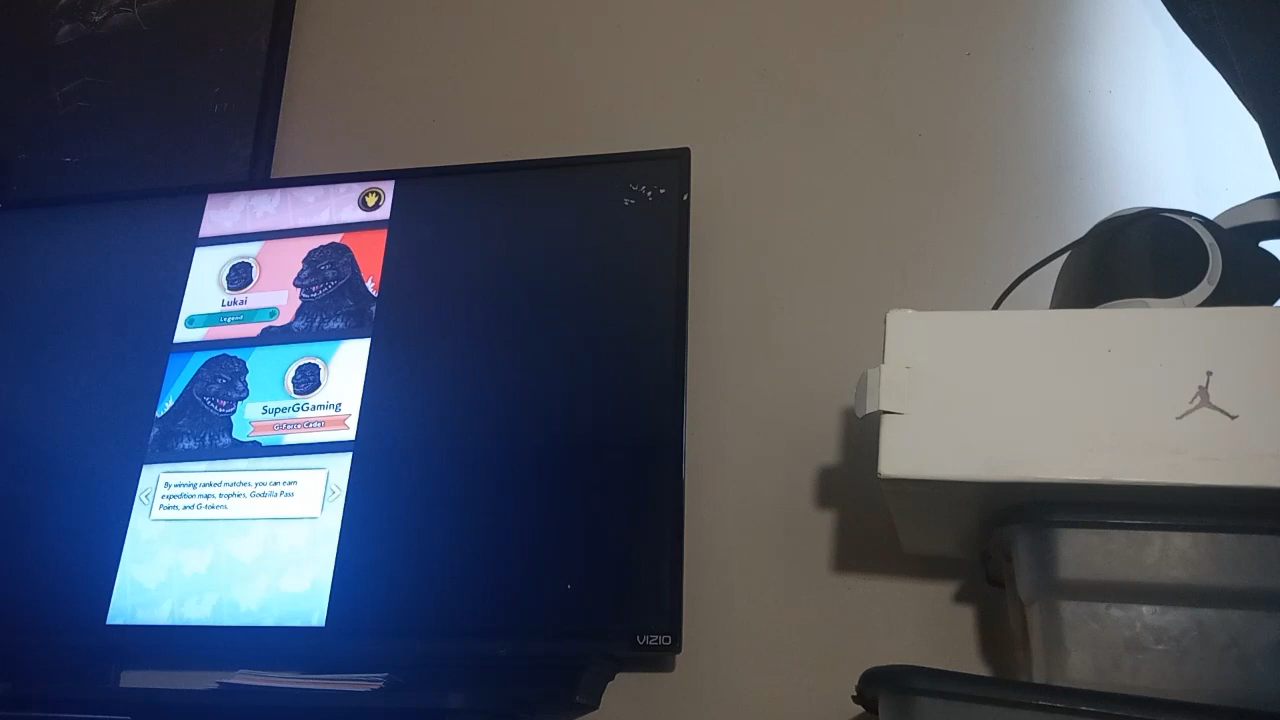 Lukai
Legend
SuperGGaming
G-Force Cadet
By winning ranked matches, you can earn
expedition maps, trophies, Godzilla Pass
Points, and G-tokens.
VIZIO